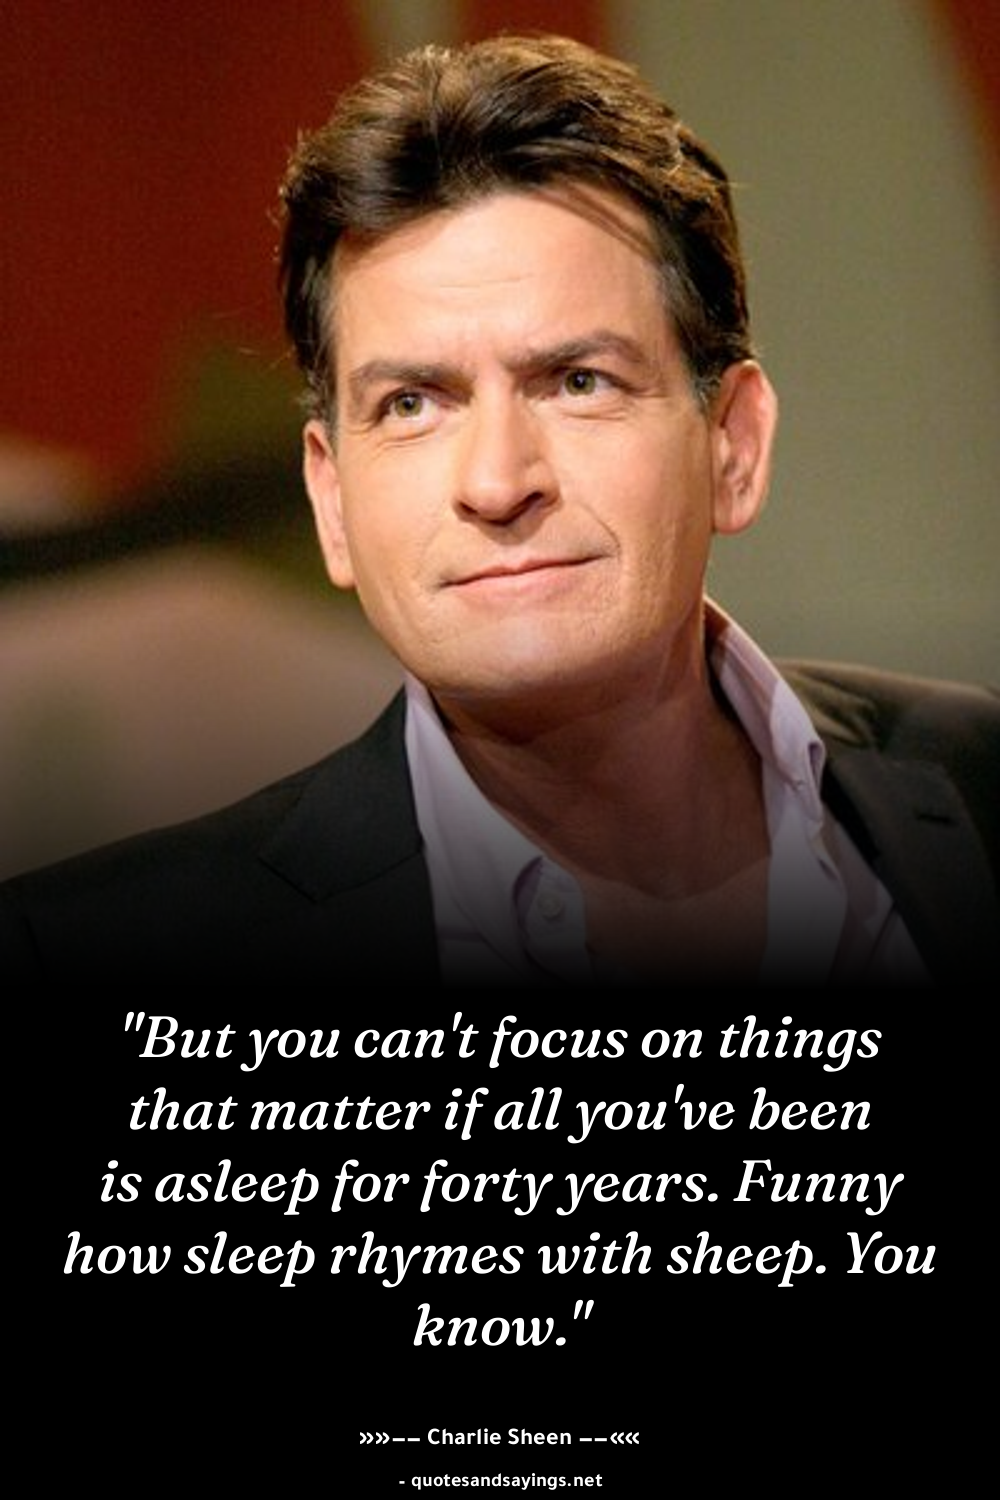 "But you can't focus on things
that matter if all you've been
is asleep for forty years. Funny
how sleep rhymes with sheep. You
know."
»»–– Charlie Sheen ––««
- quotesandsayings.net